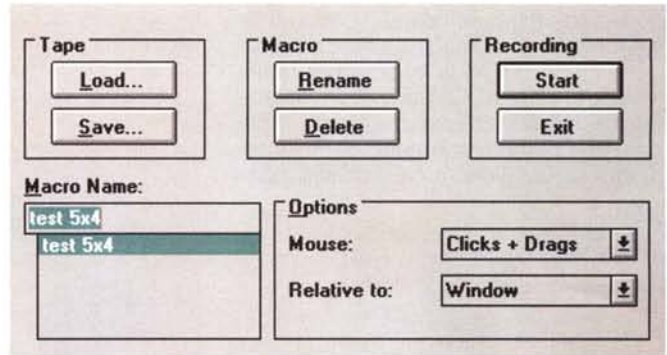 Tape
Load...
Save...
Macro
Rename
Delete
Recording
Start
Exit
Macro Name:
test 5x4
test 5x4
Options
Mouse: Clicks + Drags
Relative to: Window